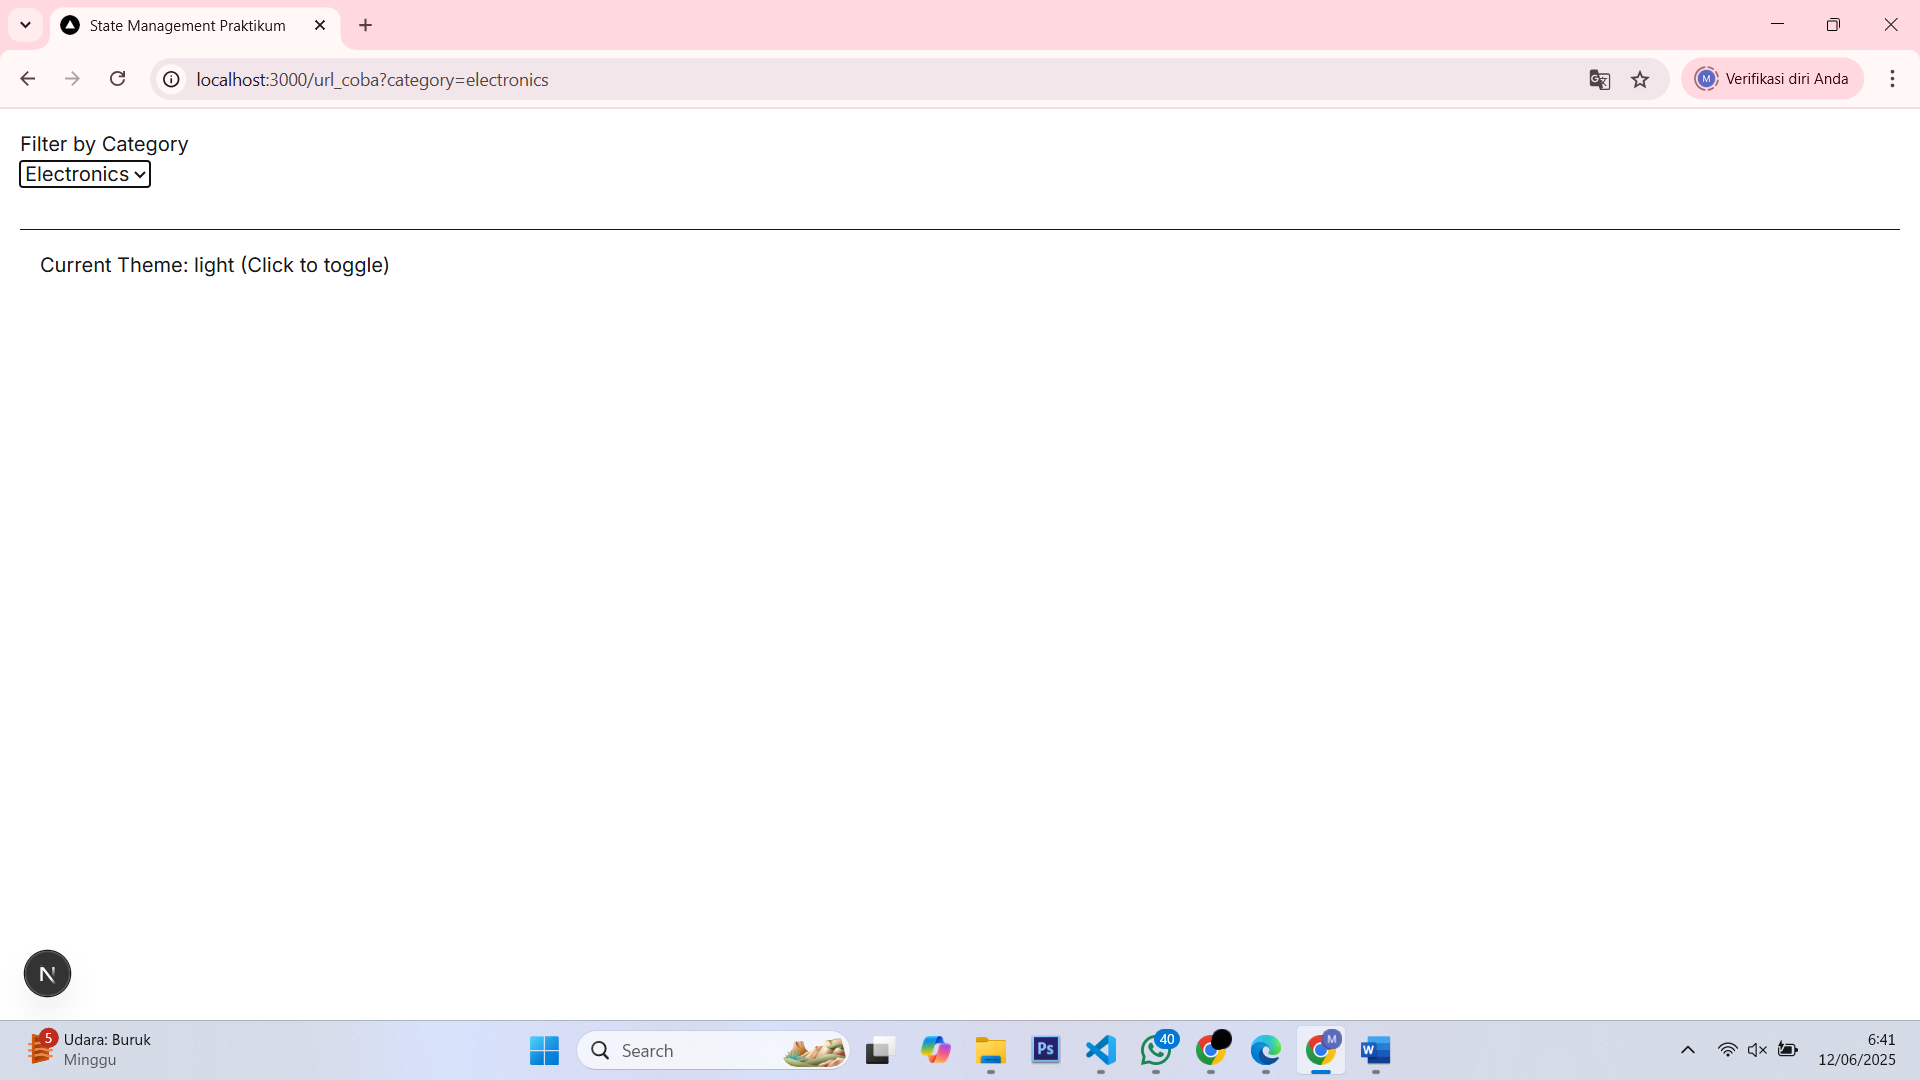 State Management Praktikum
localhost:3000/url_coba?category=electronics
M Verifikasi diri Anda
Filter by Category
Electronics
Current Theme: light (Click to toggle)
N
5 Udara: Buruk
Minggu
Search
Ps
40
M
W
6:41
12/06/2025